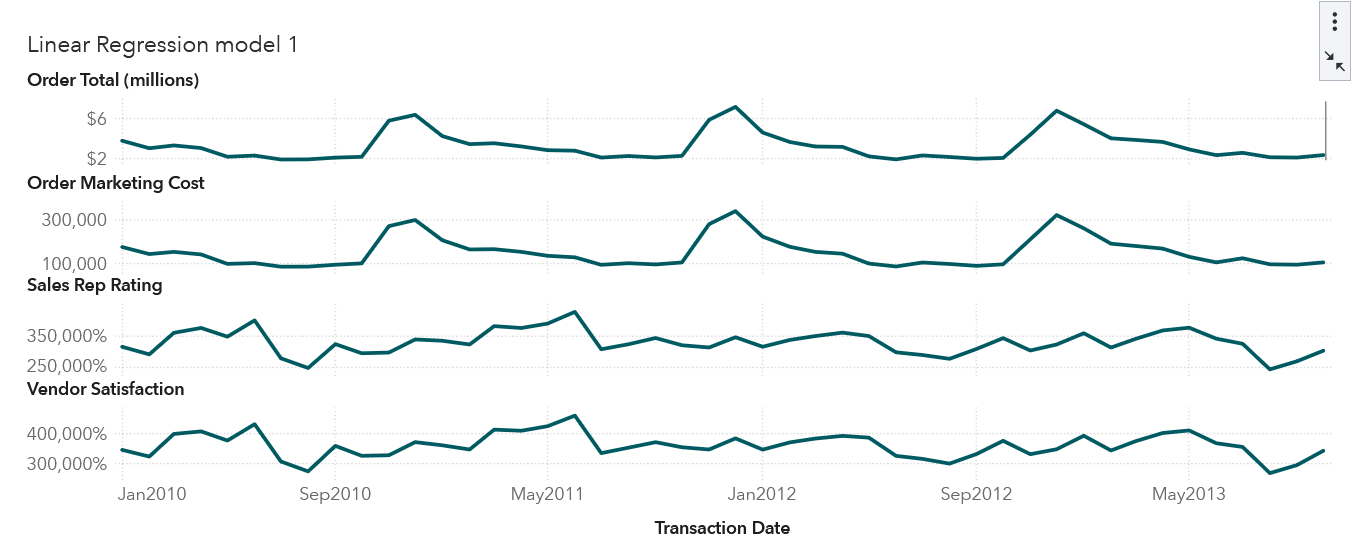 Linear Regression model 1
Order Total (millions)
$6
$2
Order Marketing Cost
300,000
100,000
Sales Rep Rating
350,000%
250,000%
Vendor Satisfaction
400,000%
300,000%
Jan2010 Sep2010 May2011 Jan2012 Sep2012 May2013
Transaction Date